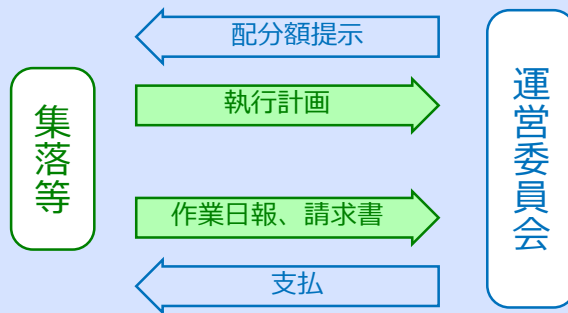 集落等
配分額提示
執行計画
作業日報、請求書
支払
運営委員会